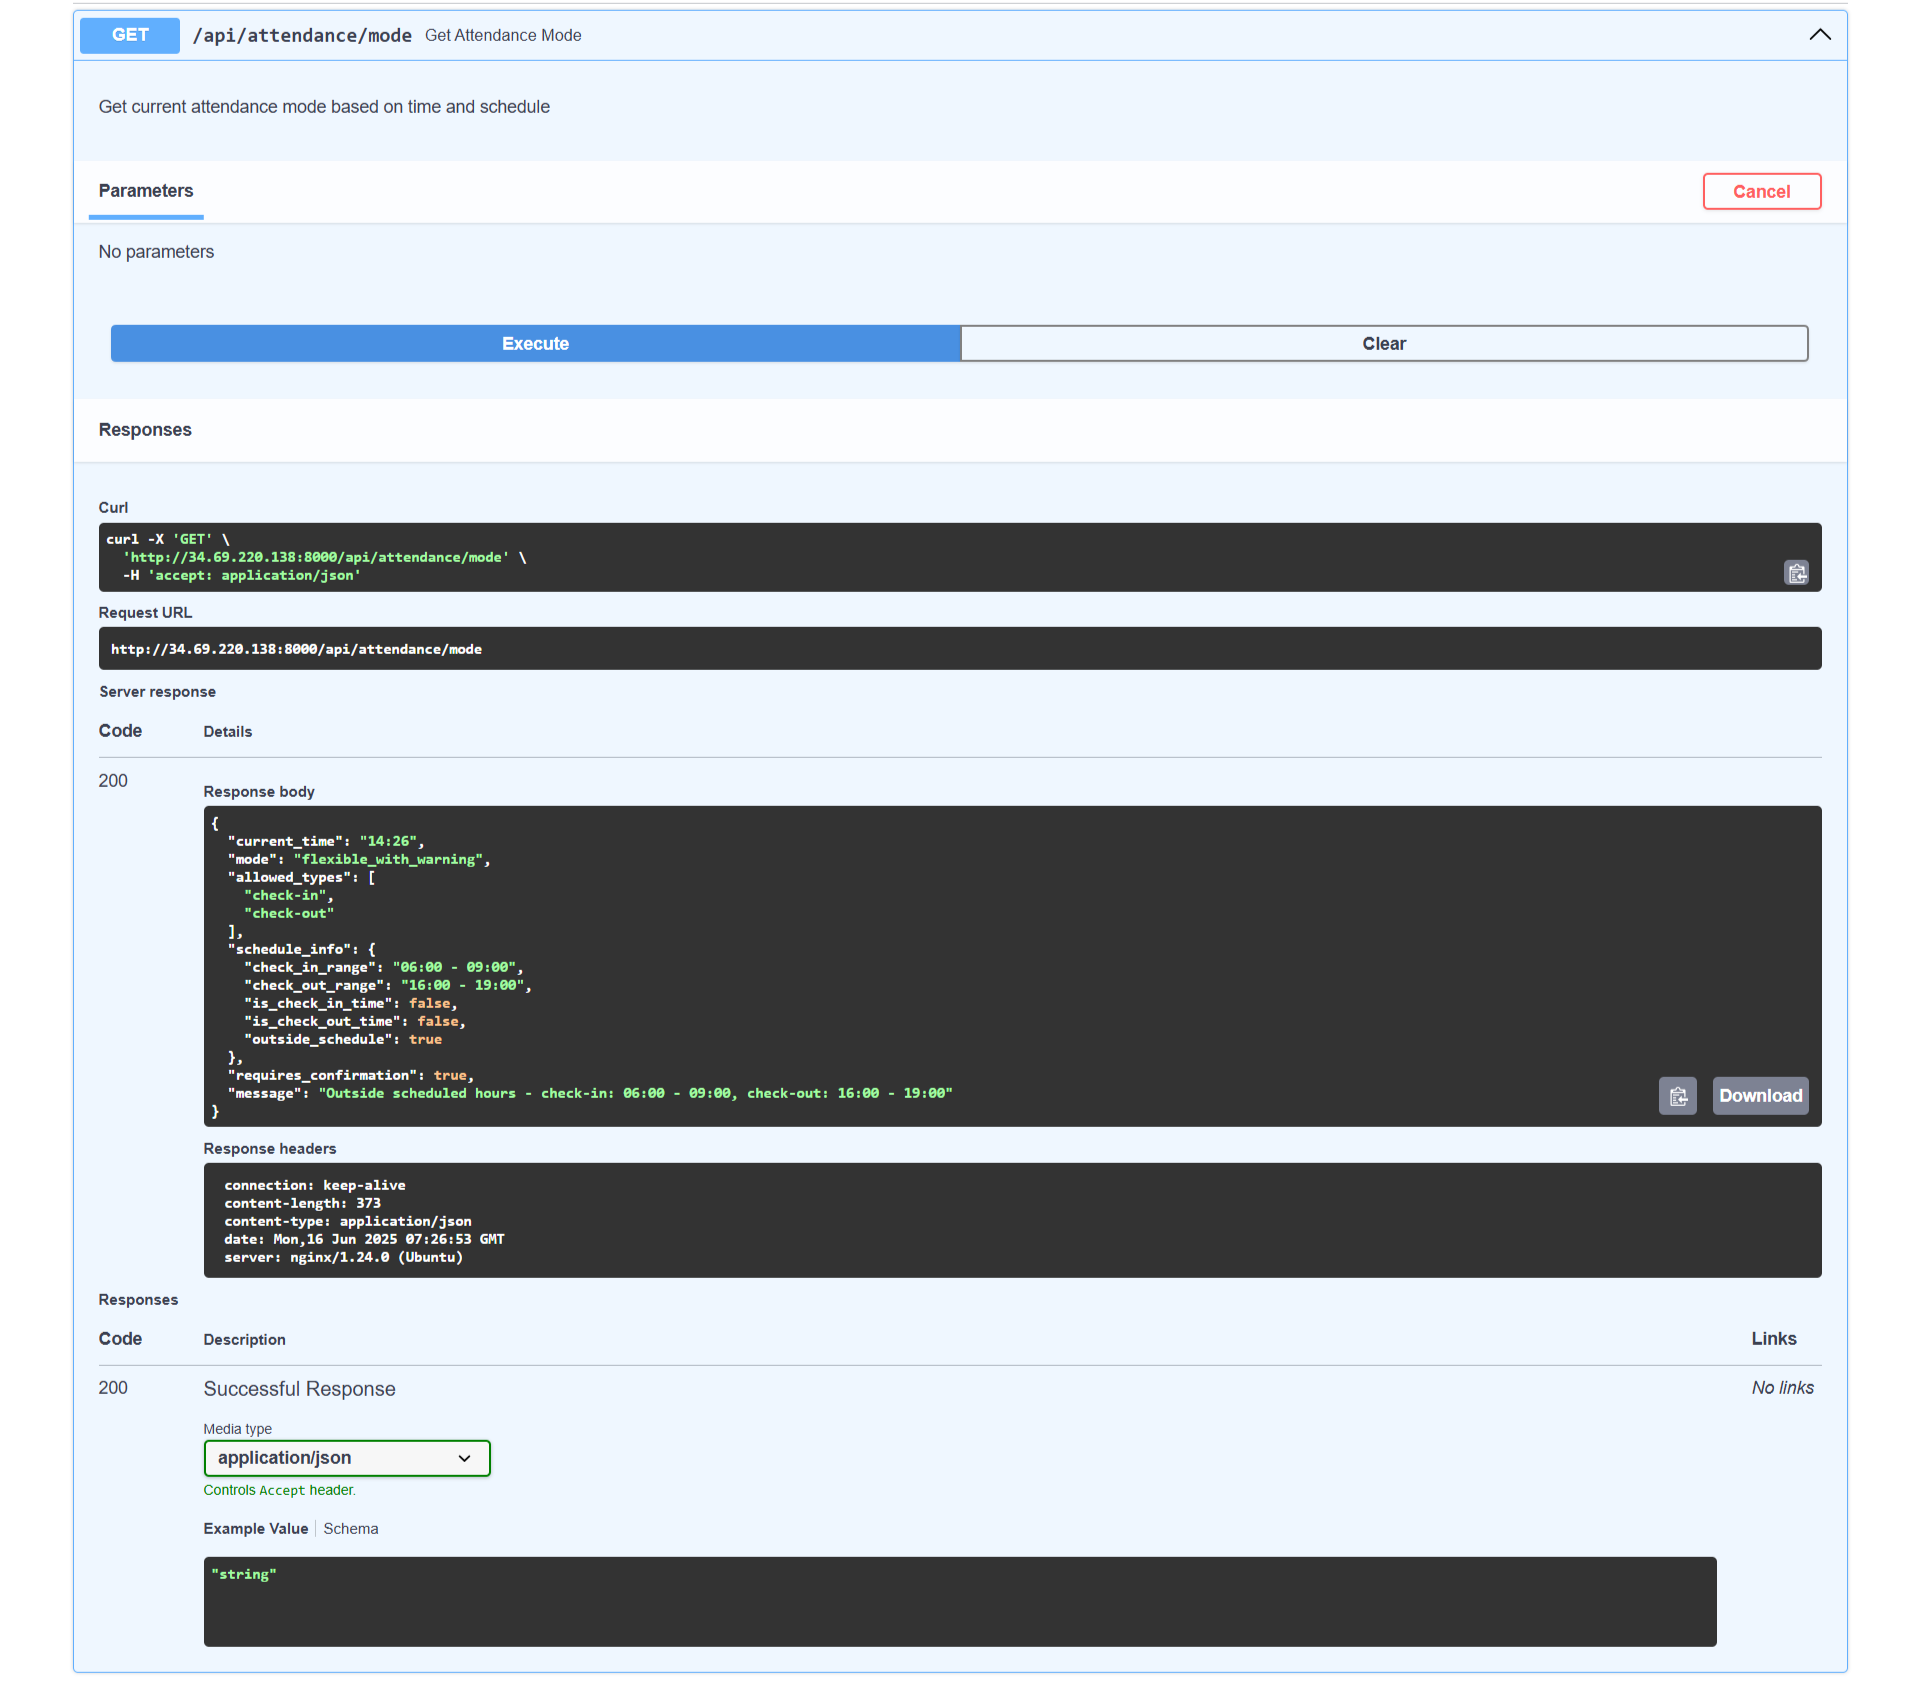 GET /api/attendance/mode Get Attendance Mode
Get current attendance mode based on time and schedule
Parameters
Cancel
No parameters
Execute
Clear
Responses
Curl
curl -X 'GET' \
  'http://34.69.220.138:8000/api/attendance/mode' \
  -H 'accept: application/json'
Request URL
http://34.69.220.138:8000/api/attendance/mode
Server response
Code Details
200
Response body
{
  "current_time": "14:26",
  "mode": "flexible_with_warning",
  "allowed_types": [
    "check-in",
    "check-out"
  ],
  "schedule_info": {
    "check_in_range": "06:00 - 09:00",
    "check_out_range": "16:00 - 19:00",
    "is_check_in_time": false,
    "is_check_out_time": false,
    "outside_schedule": true
  },
  "requires_confirmation": true,
  "message": "Outside scheduled hours - check-in: 06:00 - 09:00, check-out: 16:00 - 19:00"
}
Download
Response headers
connection: keep-alive
content-length: 373
content-type: application/json
date: Mon,16 Jun 2025 07:26:53 GMT
server: nginx/1.24.0 (Ubuntu)
Responses
Code Description Links
200 Successful Response No links
Media type
application/json
Controls Accept header.
Example Value Schema
"string"